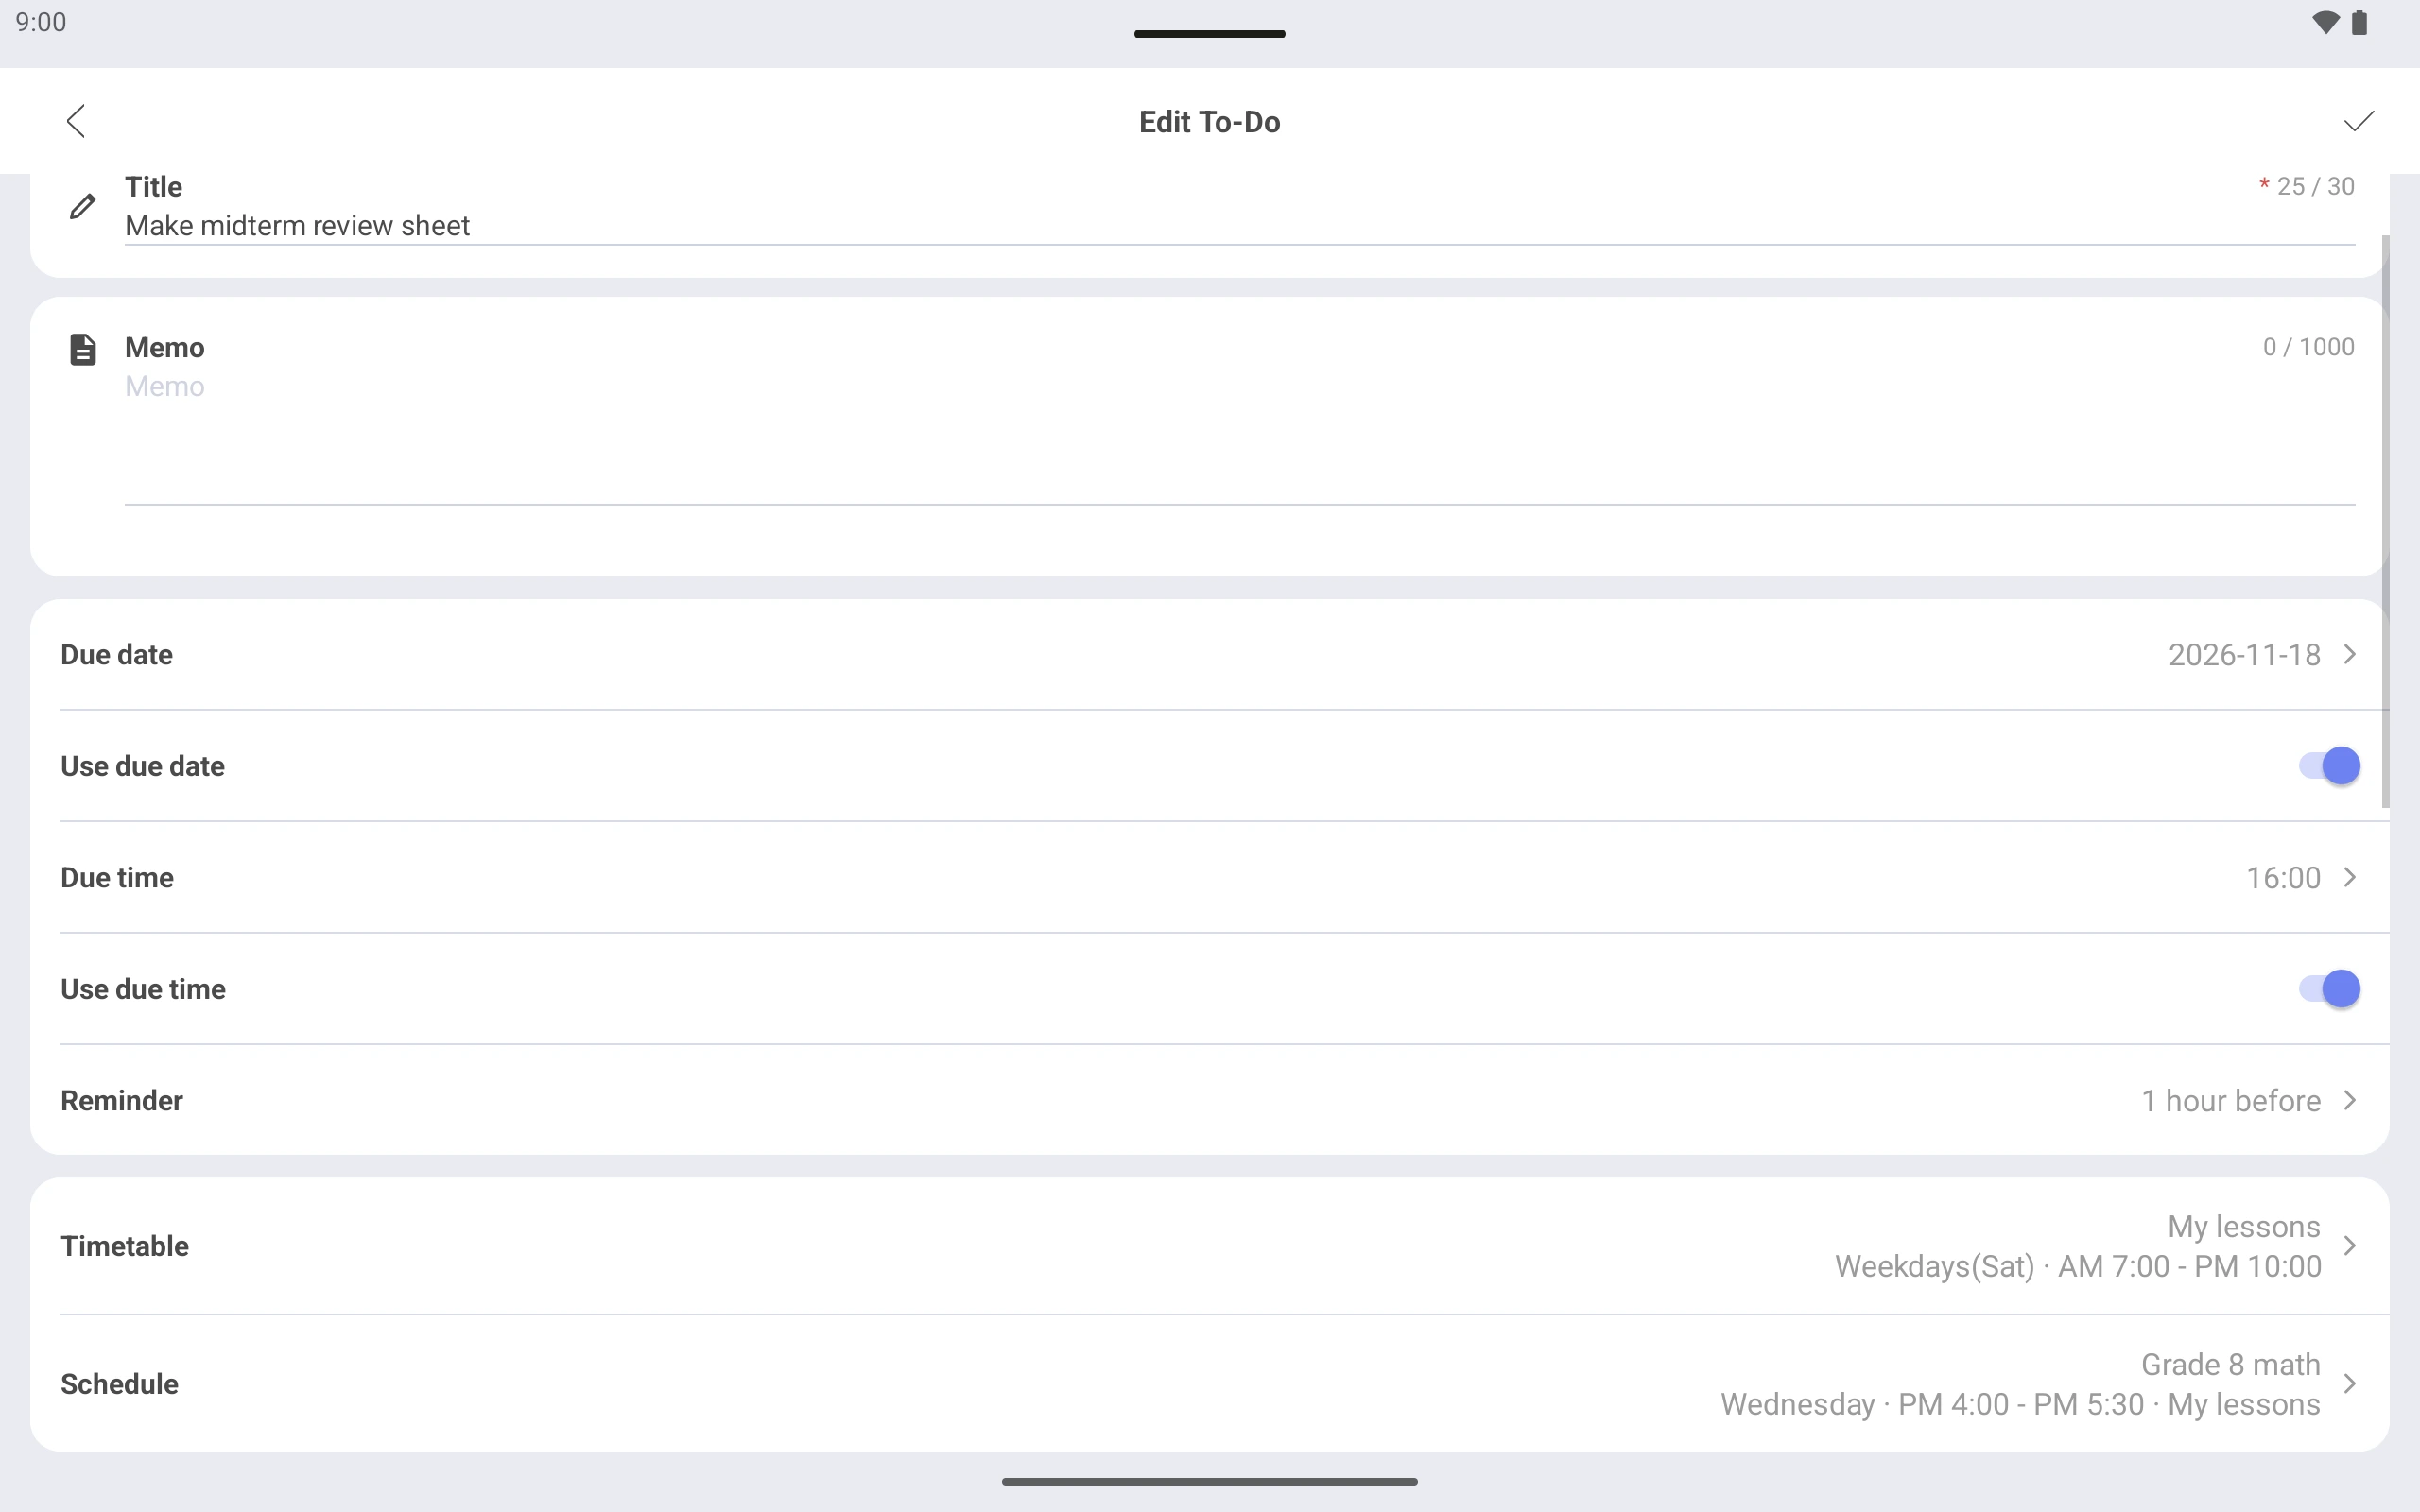 9:00
Edit To-Do
Title
* 25 / 30
Make midterm review sheet
Memo
0 / 1000
Memo
Due date
2026-11-18
Use due date
Due time
16:00
Use due time
Reminder
1 hour before
Timetable
My lessons
Weekdays(Sat) · AM 7:00 - PM 10:00
Schedule
Grade 8 math
Wednesday · PM 4:00 - PM 5:30 · My lessons